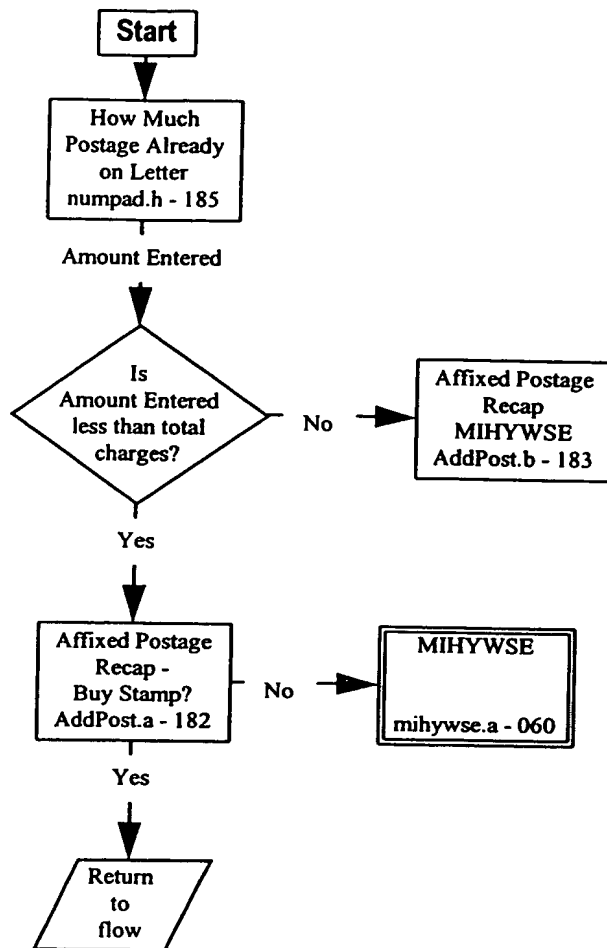 Start
How Much
Postage Already
on Letter
numpad.h - 185
Amount Entered
Is
Amount Entered
less than total
charges?
No
Affixed Postage
Recap
MIHYWSE
AddPost.b - 183
Yes
Affixed Postage
Recap -
Buy Stamp?
AddPost.a - 182
No
MIHYWSE
mihywse.a - 060
Yes
Return
to
flow